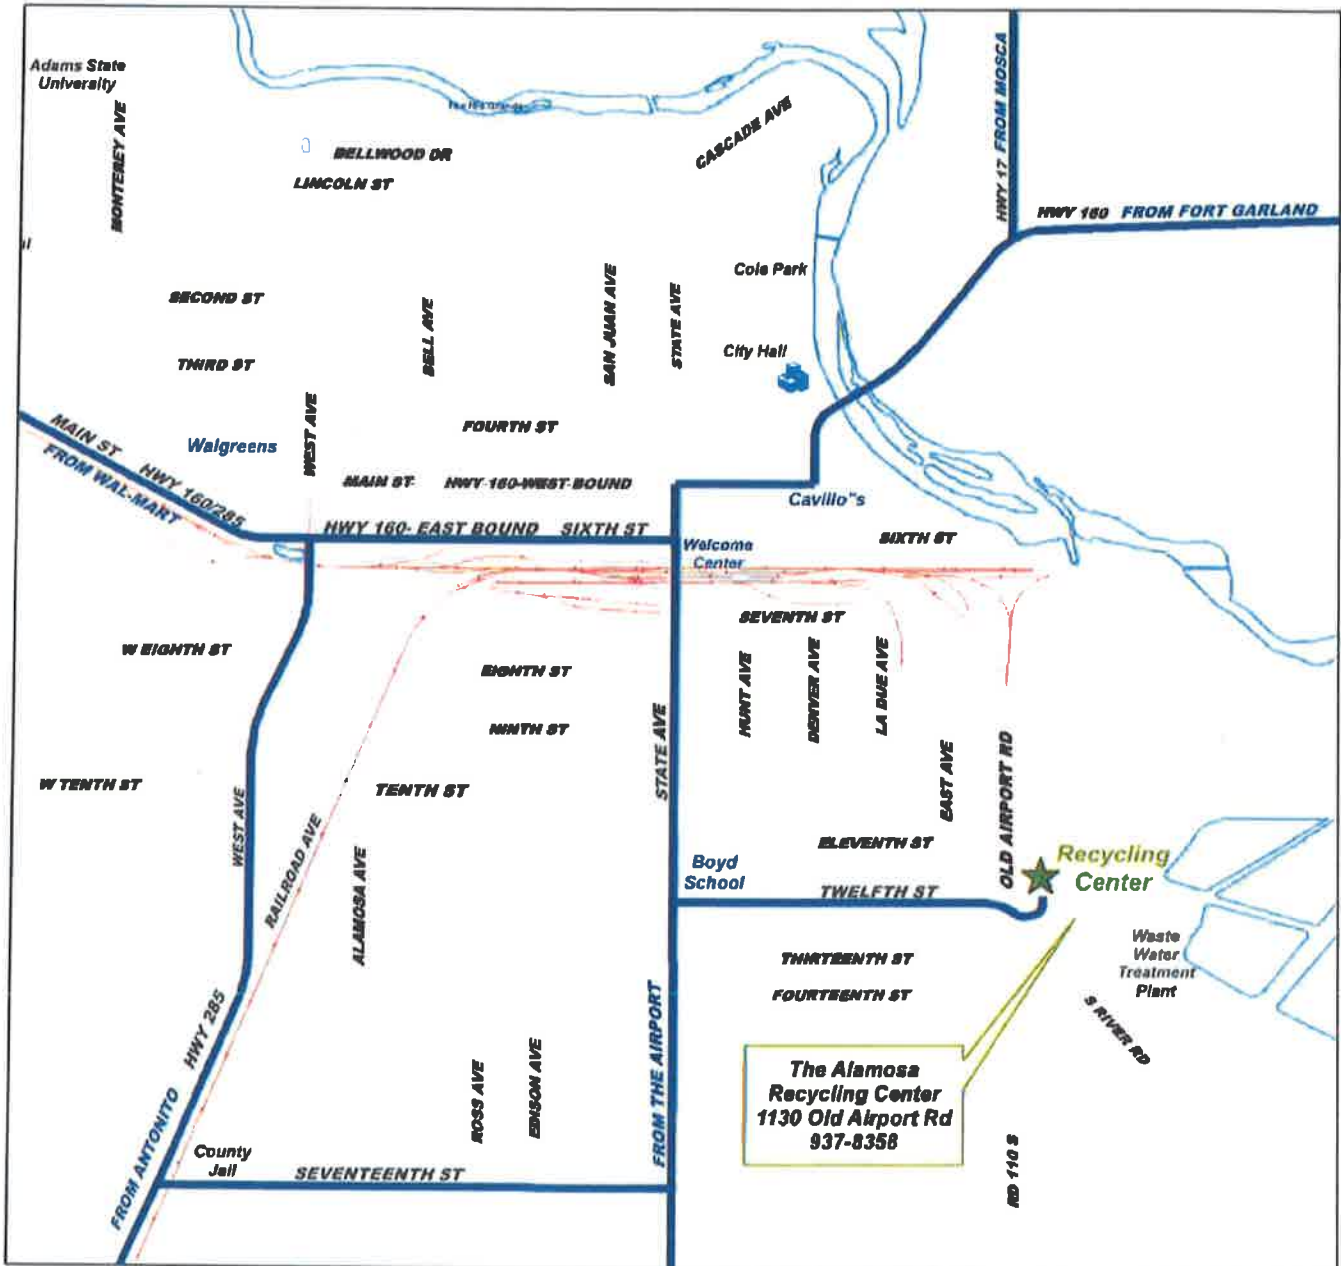 Adams State
University
MONTEREY AVE
BELLWOOD DR
LINCOLN ST
CASCADE AVE
HWY 17 FROM MOSCA
HWY 160 FROM FORT GARLAND
SECOND ST
THIRD ST
BELL AVE
SAN JUAN AVE
STATE AVE
Cole Park
City Hall
MAIN ST HWY 160/285
FROM WAL-MART
Walgreens
WEST AVE
FOURTH ST
MAIN ST HWY 160-WEST BOUND
HWY 160- EAST BOUND SIXTH ST
Cavillo"s
Welcome
Center
SIXTH ST
SEVENTH ST
W EIGHTH ST
EIGHTH ST
NINTH ST
HUNT AVE
DENVER AVE
LA DUE AVE
EAST AVE
OLD AIRPORT RD
STATE AVE
W TENTH ST
TENTH ST
WEST AVE
RAILROAD AVE
ALAMOSA AVE
ELEVENTH ST
Boyd
School
TWELFTH ST
Recycling
Center
Waste
Water
Treatment
Plant
THIRTEENTH ST
FOURTEENTH ST
S RIVER RD
HWY 285
FROM ANTONITO
ROSS AVE
EDISON AVE
FROM THE AIRPORT
The Alamosa
Recycling Center
1130 Old Airport Rd
937-8358
RD 110 S
County
Jail
SEVENTEENTH ST